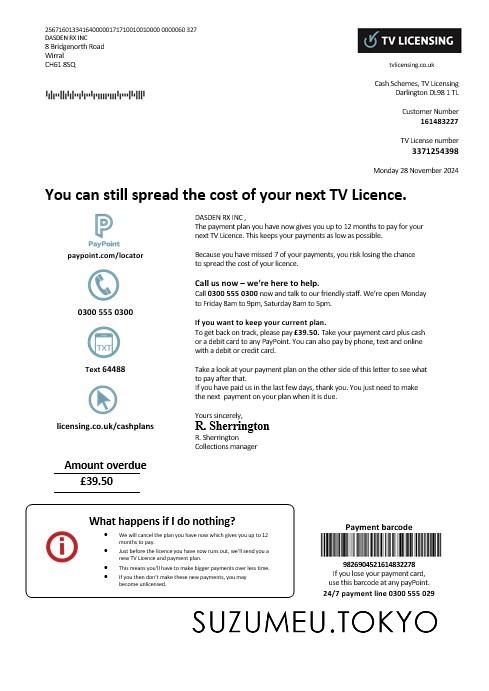 2567160133416400000171710010010000 0000060 327
DASDEN RX INC
8 Bridgenorth Road
Wirral
CH61 8SQ
TV LICENSING
tvlicensing.co.uk
Cash Schemes, TV Licensing
Darlington DL98 1 TL
Customer Number
161483227
TV License number
3371254398
Monday 28 November 2024
You can still spread the cost of your next TV Licence.
PayPoint
paypoint.com/locator
0300 555 0300
TXT
Text 64488
licensing.co.uk/cashplans
Amount overdue
£39.50
DASDEN RX INC ,
The payment plan you have now gives you up to 12 months to pay for your
next TV Licence. This keeps your payments as low as possible.
Because you have missed 7 of your payments, you risk losing the chance
to spread the cost of your licence.
Call us now – we're here to help.
Call 0300 555 0300 now and talk to our friendly staff. We're open Monday
to Friday 8am to 9pm, Saturday 8am to 5pm.
If you want to keep your current plan.
To get back on track, please pay £39.50. Take your payment card plus cash
or a debit card to any PayPoint. You can also pay by phone, text and online
with a debit or credit card.
Take a look at your payment plan on the other side of this letter to see what
to pay after that.
If you have paid us in the last few days, thank you. You just need to make
the next payment on your plan when it is due.
Yours sincerely,
R. Sherrington
R. Sherrington
Collections manager
What happens if I do nothing?
We will cancel the plan you have now which gives you up to 12
months to pay.
Just before the licence you have now runs out, we'll send you a
new TV Licence and payment plan.
This means you'll have to make bigger payments over less time.
If you then don't make these new payments, you may
become unlicensed.
Payment barcode
9826904521614832278
If you lose your payment card,
use this barcode at any PayPoint.
24/7 payment line 0300 555 029
SUZUMEU.TOKYO